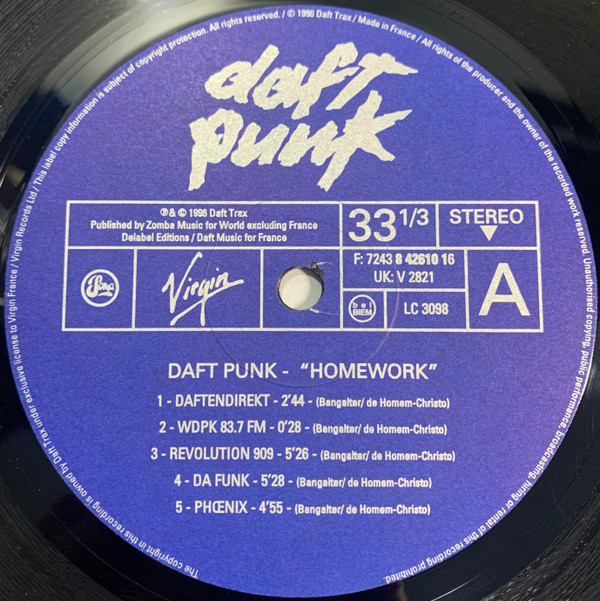 daft
punk
℗ & © 1996 Daft Trax
Published by Zomba Music for World excluding France
Delabel Editions / Daft Music for France
33 1/3
STEREO
F: 7243 8 42610 16
UK: V 2821
Soma
Virgin
bel
BIEM
LC 3098
A
DAFT PUNK - “HOMEWORK”
1 - DAFTENDIREKT - 2'44 - (Bangalter/ de Homem-Christo)
2 - WDPK 83.7 FM - 0'28 - (Bangalter/ de Homem-Christo)
3 - REVOLUTION 909 - 5'26 - (Bangalter/ de Homem-Christo)
4 - DA FUNK - 5'28 - (Bangalter/ de Homem-Christo)
5 - PHŒNIX - 4'55 - (Bangalter/ de Homem-Christo)
The copyright in this recording is owned by Daft Trax under exclusive license to Virgin France / Virgin Records Ltd / This label copy information is subject of copyright protection. All rights reserved. / © 1996 Daft Trax / Made in France / All rights of the producer and the owner of the recorded work reserved. Unauthorised copying, public performance, broadcasting, hiring or rental of this recording prohibited.